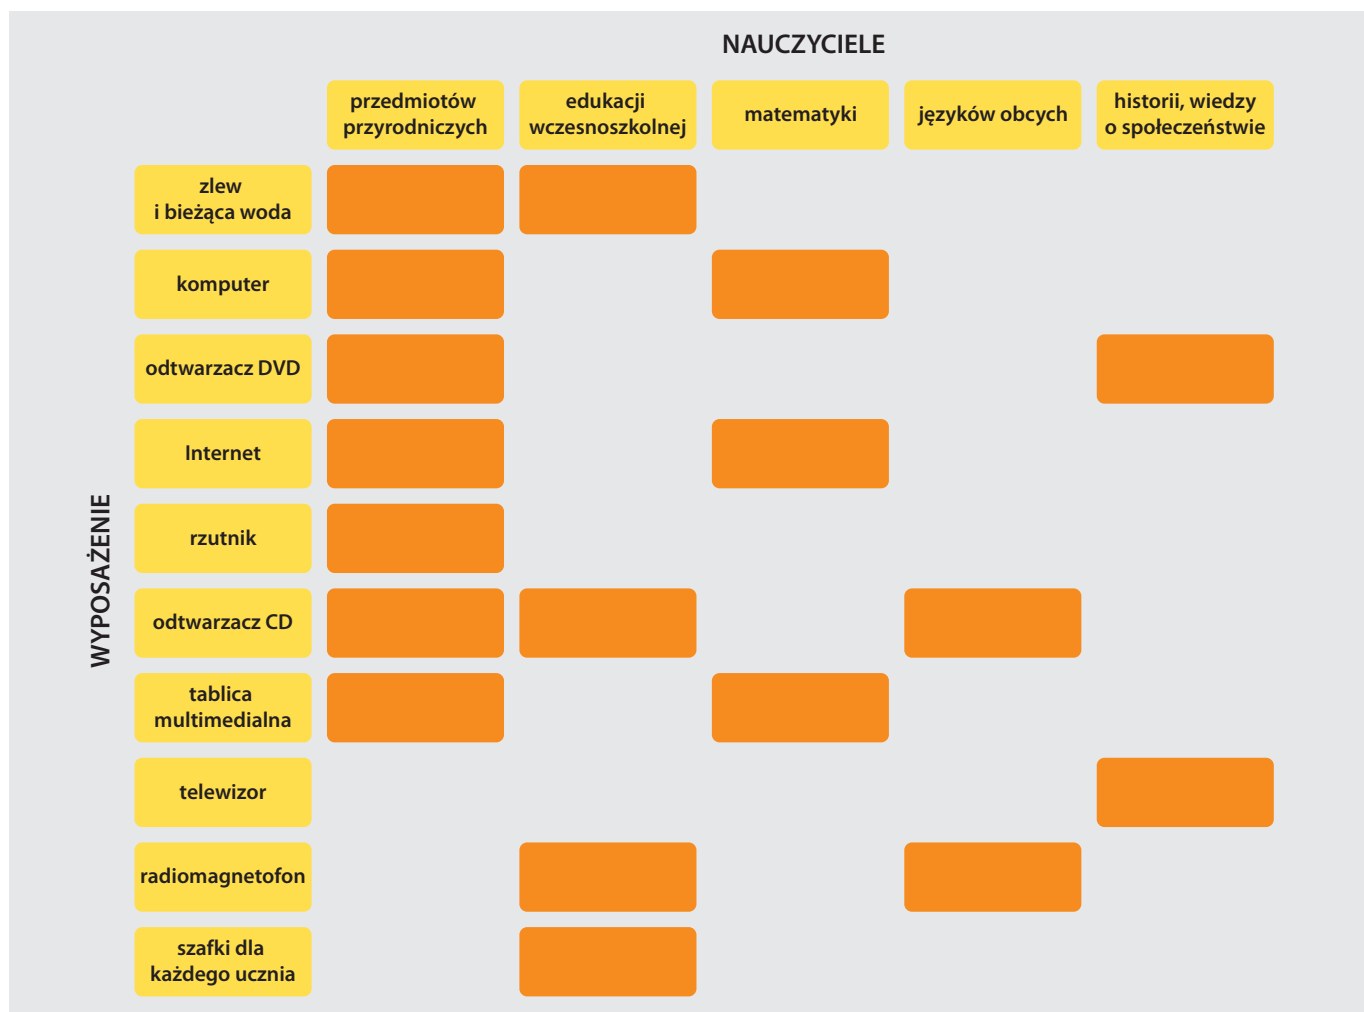 NAUCZYCIELE
przedmiotów
przyrodniczych
edukacji
wczesnoszkolnej
matematyki
języków obcych
historii, wiedzy
o społeczeństwie
WYPOSAŻENIE
zlew
i bieżąca woda
komputer
odtwarzacz DVD
Internet
rzutnik
odtwarzacz CD
tablica
multimedialna
telewizor
radiomagnetofon
szafki dla
każdego ucznia